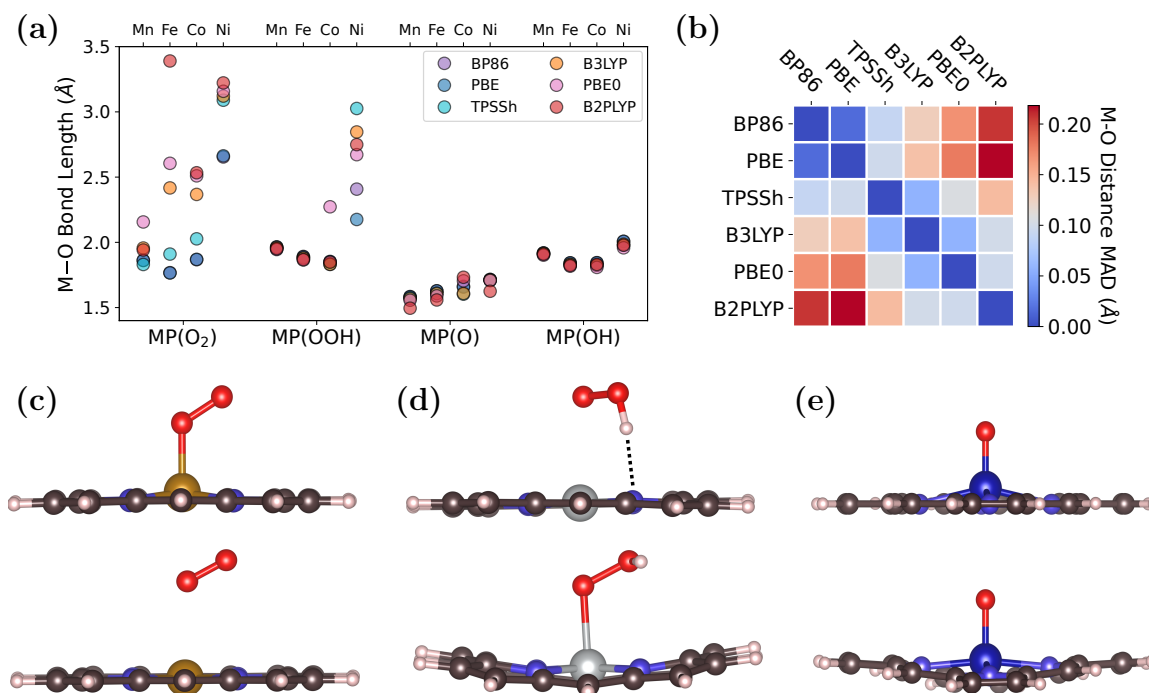 (a)
Mn Fe Co Ni Mn Fe Co Ni Mn Fe Co Ni Mn Fe Co Ni
3.5
3.0
2.5
2.0
1.5
M−O Bond Length (Å)
BP86 B3LYP
PBE PBE0
TPSSh B2PLYP
MP(O₂) MP(OOH) MP(O) MP(OH)
(b)
BP86 PBE TPSSh B3LYP PBE0 B2PLYP
BP86
PBE
TPSSh
B3LYP
PBE0
B2PLYP
0.20
0.15
0.10
0.05
0.00
M-O Distance MAD (Å)
(c) (d) (e)